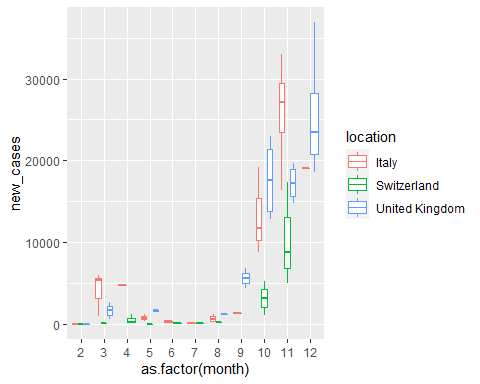 new_cases
30000
20000
10000
0
2 3 4 5 6 7 8 9 10 11 12
as.factor(month)
location
Italy
Switzerland
United Kingdom